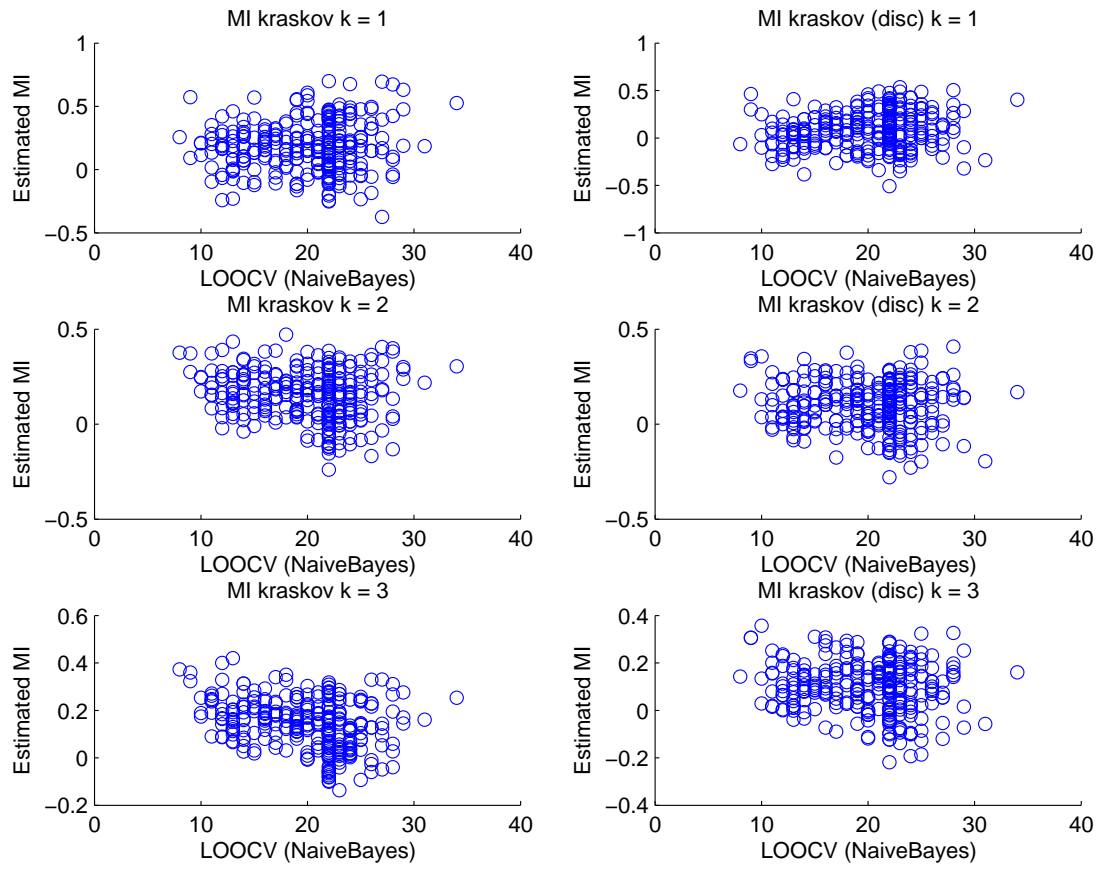 MI kraskov k = 1
Estimated MI
1
0.5
0
−0.5
0 10 20 30 40
LOOCV (NaiveBayes)
MI kraskov (disc) k = 1
Estimated MI
1
0.5
0
−0.5
−1
0 10 20 30 40
LOOCV (NaiveBayes)
MI kraskov k = 2
Estimated MI
0.5
0
−0.5
0 10 20 30 40
LOOCV (NaiveBayes)
MI kraskov (disc) k = 2
Estimated MI
0.5
0
−0.5
0 10 20 30 40
LOOCV (NaiveBayes)
MI kraskov k = 3
Estimated MI
0.6
0.4
0.2
0
−0.2
0 10 20 30 40
LOOCV (NaiveBayes)
MI kraskov (disc) k = 3
Estimated MI
0.4
0.2
0
−0.2
−0.4
0 10 20 30 40
LOOCV (NaiveBayes)